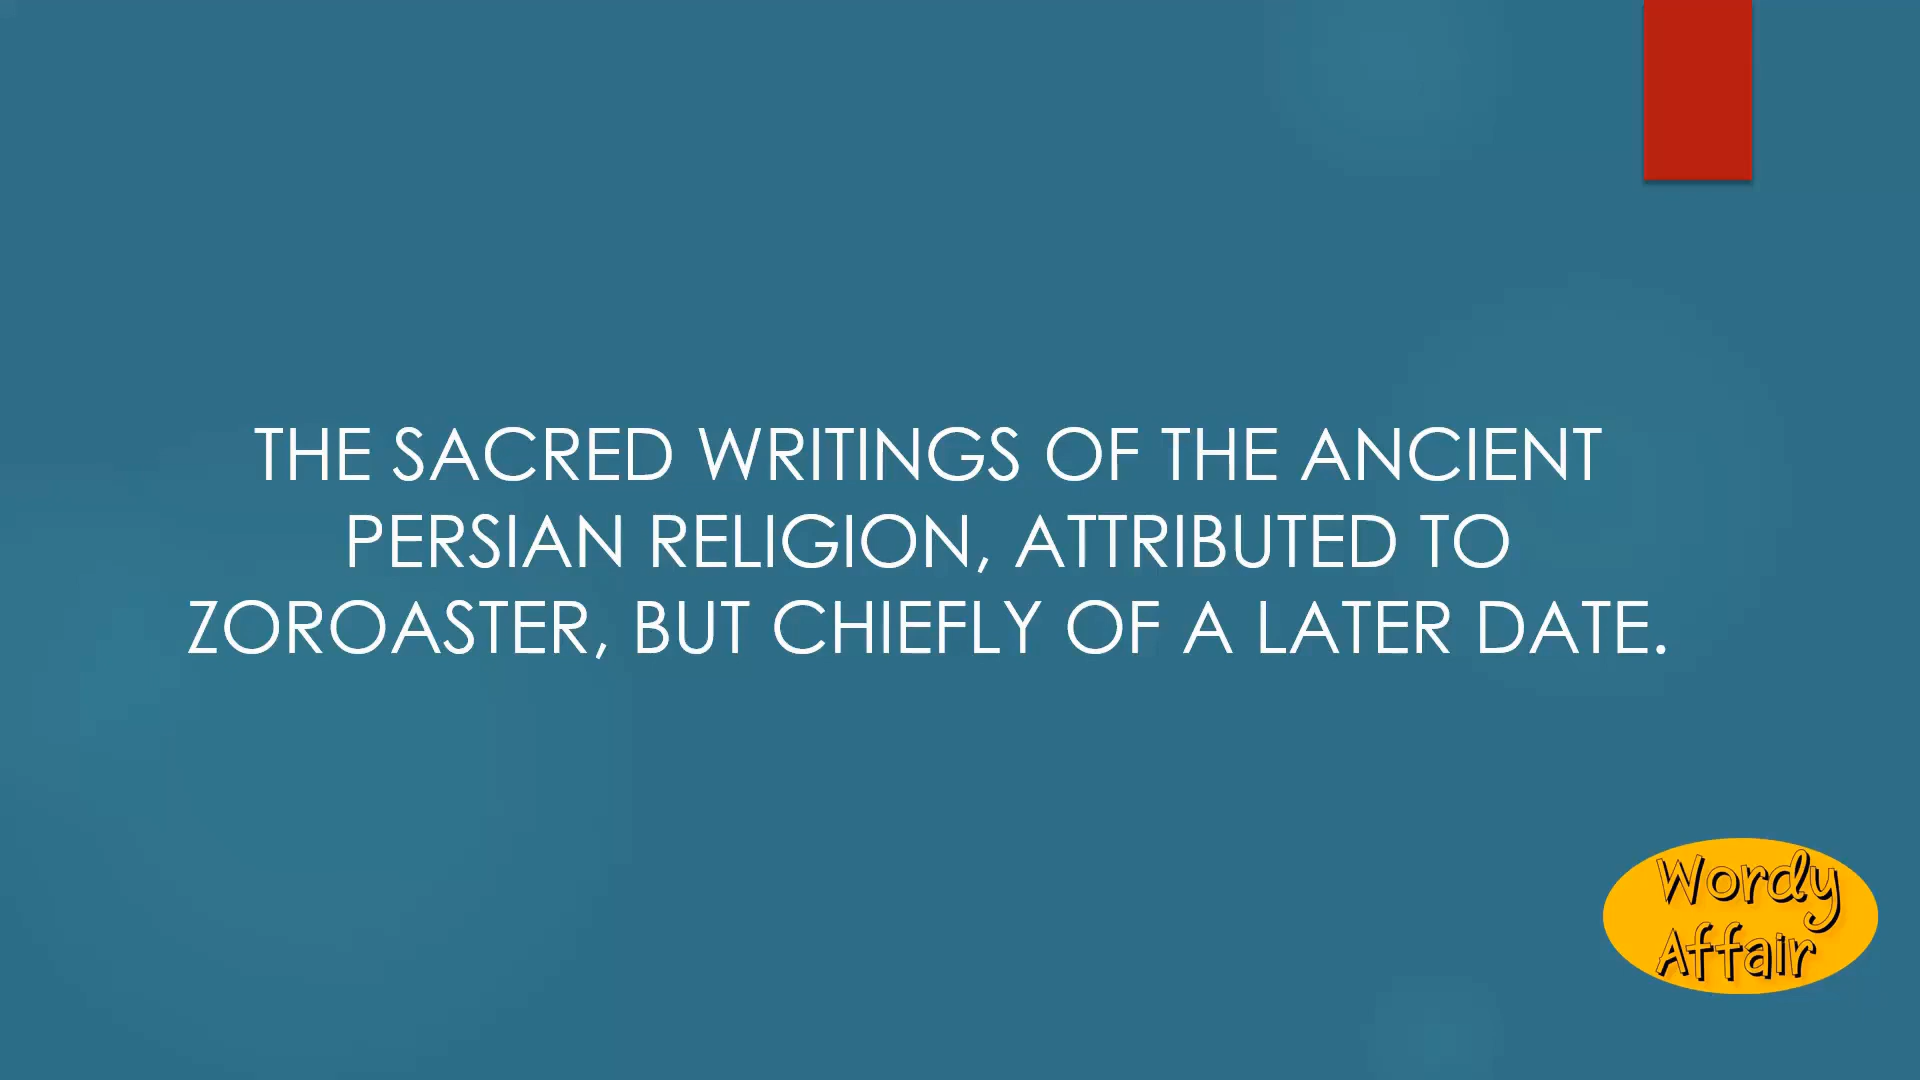 THE SACRED WRITINGS OF THE ANCIENT
PERSIAN RELIGION, ATTRIBUTED TO
ZOROASTER, BUT CHIEFLY OF A LATER DATE.
Wordy
Affair